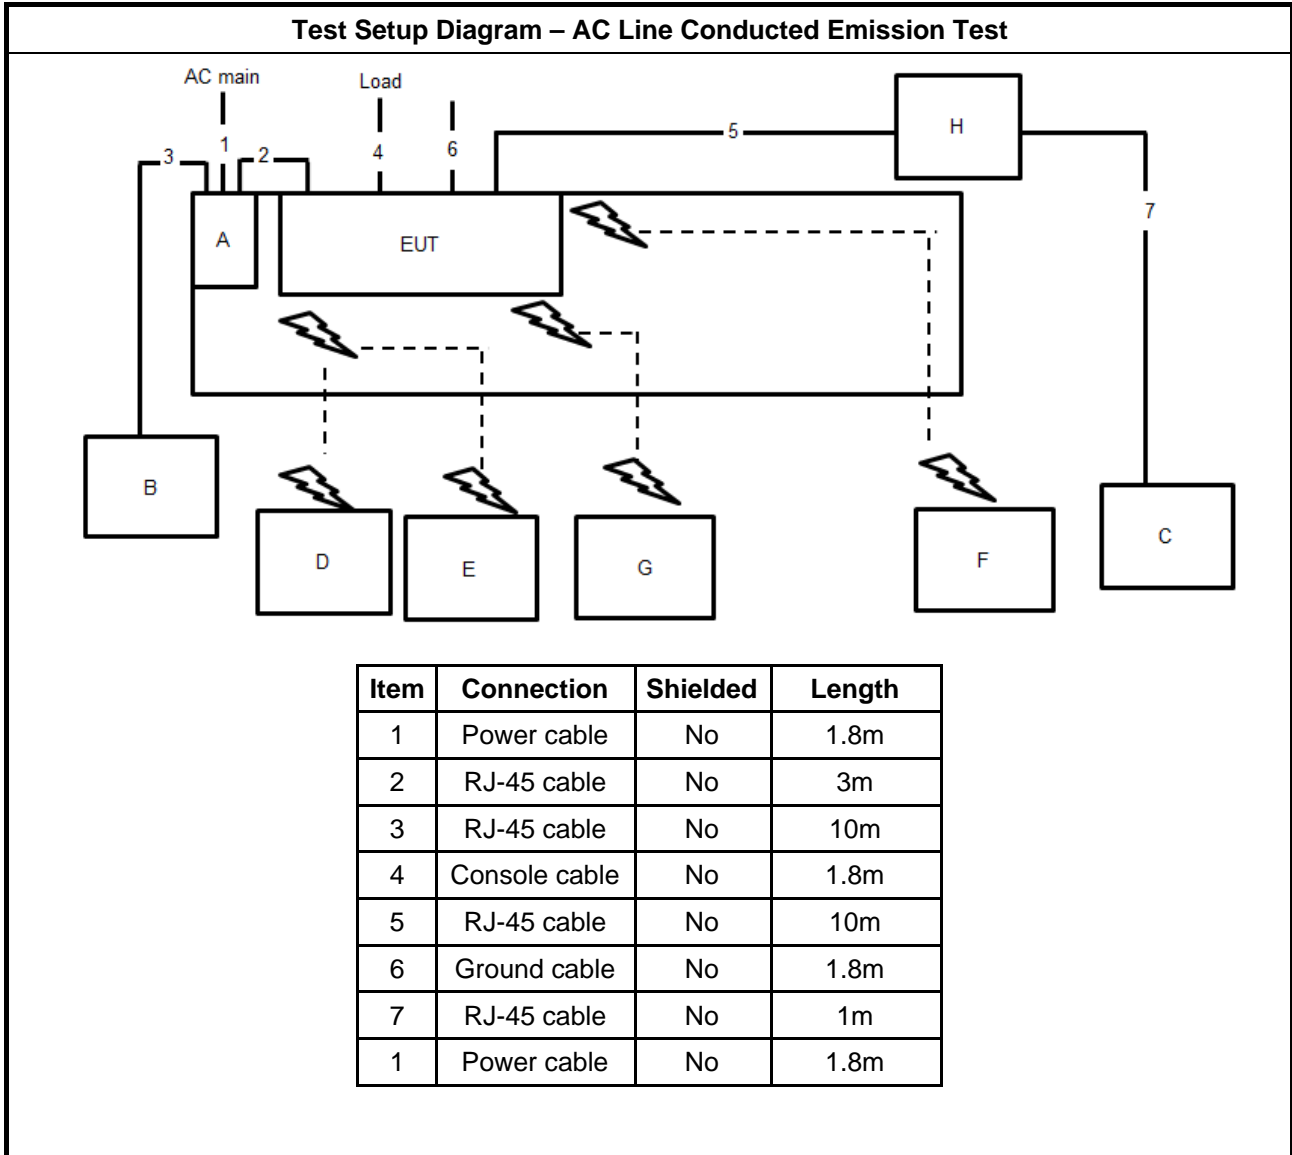 Test Setup Diagram – AC Line Conducted Emission Test
AC main
Load
3
1
2
4
6
5
H
7
A
EUT
B
D
E
G
F
C
Item Connection Shielded Length
1 Power cable No 1.8m
2 RJ-45 cable No 3m
3 RJ-45 cable No 10m
4 Console cable No 1.8m
5 RJ-45 cable No 10m
6 Ground cable No 1.8m
7 RJ-45 cable No 1m
1 Power cable No 1.8m